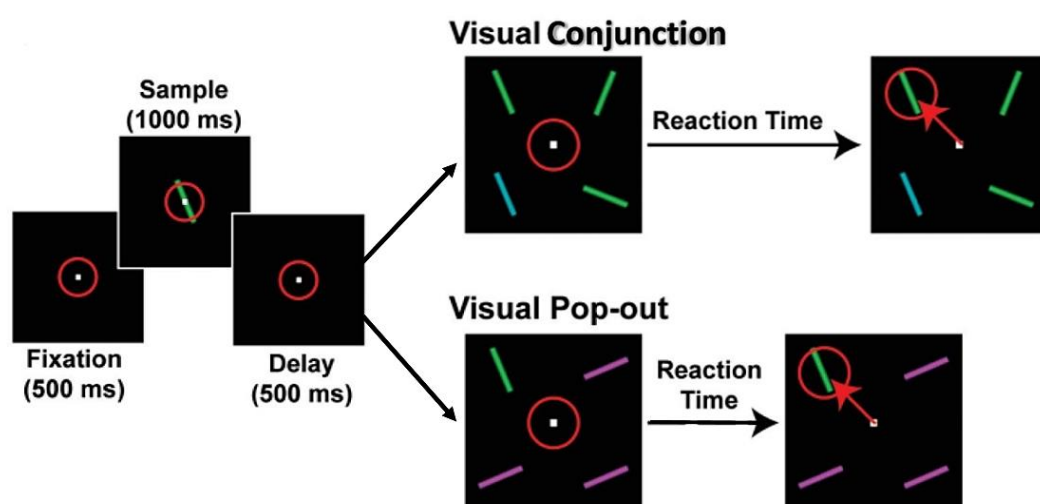 Visual Conjunction
Sample
(1000 ms)
Reaction Time
Fixation
(500 ms)
Delay
(500 ms)
Visual Pop-out
Reaction
Time